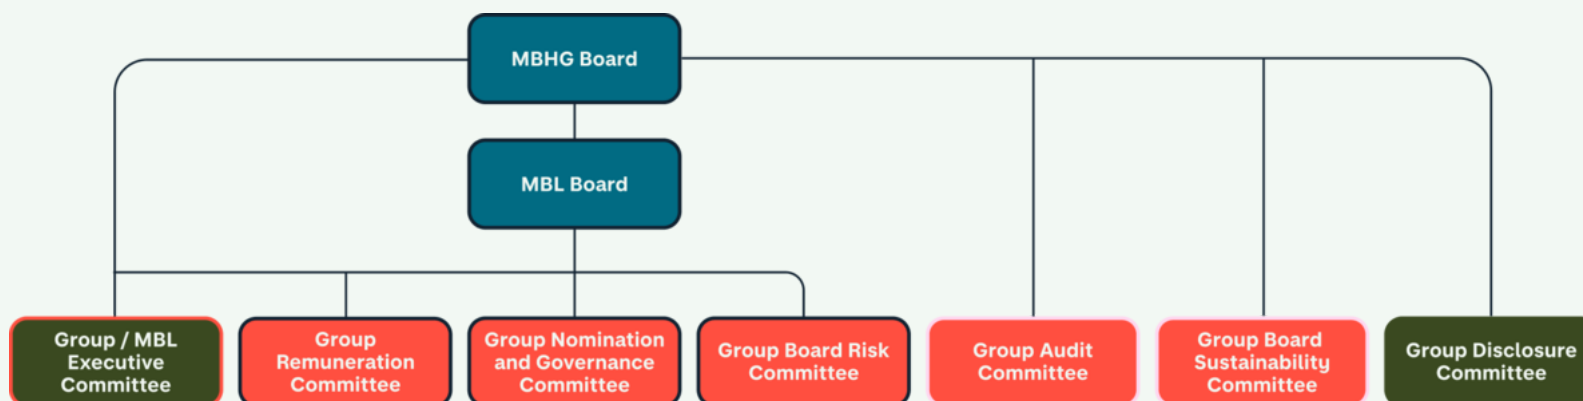 MBHG Board
MBL Board
Group / MBL
Executive
Committee
Group
Remuneration
Committee
Group Nomination
and Governance
Committee
Group Board Risk
Committee
Group Audit
Committee
Group Board
Sustainability
Committee
Group Disclosure
Committee